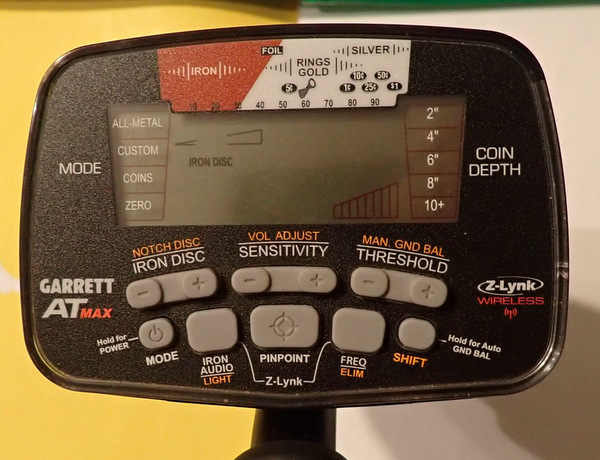 FOIL
SILVER
IRON
RINGS
GOLD
10¢ 50¢
5¢ 1¢ 25¢ $1
10 20 30 40 50 60 70 80 90
MODE
ALL-METAL
CUSTOM
COINS
ZERO
IRON DISC
2"
4"
6"
8"
10+
COIN
DEPTH
NOTCH DISC
IRON DISC
- +
VOL ADJUST
SENSITIVITY
- +
MAN. GND BAL
THRESHOLD
- +
GARRETT
AT MAX
Z-Lynk
WIRELESS
Hold for
POWER
MODE
IRON
AUDIO
LIGHT
PINPOINT
Z-Lynk
FREQ
ELIM
SHIFT
Hold for Auto
GND BAL